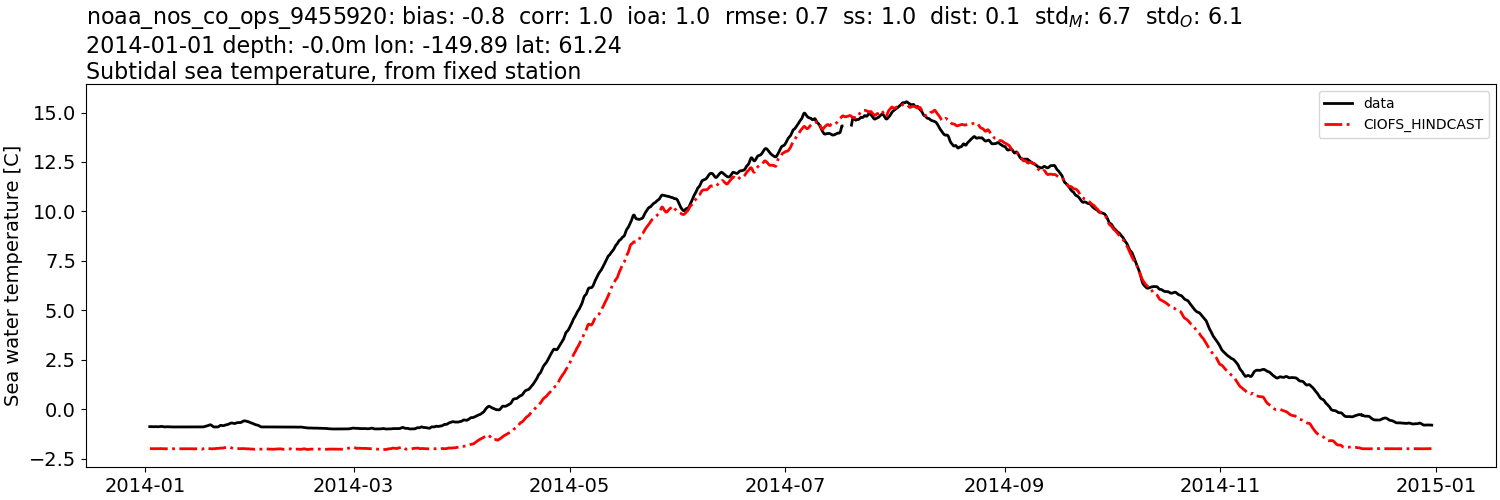 noaa_nos_co_ops_9455920: bias: -0.8  corr: 1.0  ioa: 1.0  rmse: 0.7  ss: 1.0  dist: 0.1  std_M: 6.7  std_O: 6.1
2014-01-01 depth: -0.0m lon: -149.89 lat: 61.24
Subtidal sea temperature, from fixed station
data
CIOFS_HINDCAST
Sea water temperature [C]
15.0
12.5
10.0
7.5
5.0
2.5
0.0
−2.5
2014-01
2014-03
2014-05
2014-07
2014-09
2014-11
2015-01